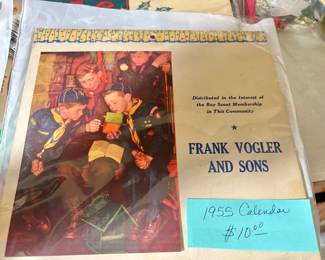 Distributed in the Interest of
the Boy Scout Membership
in This Community
★
FRANK VOGLER
AND SONS
1955 Calendar
$10.00